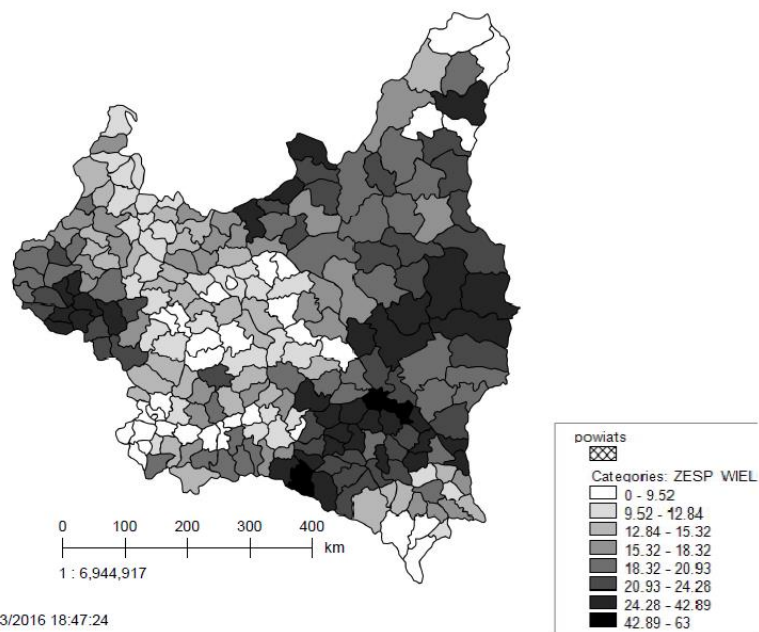 0 100 200 300 400
km
1 : 6,944,917
3/2016 18:47:24
powiats
Categories: ZESP WIEL
0 - 9.52
9.52 - 12.84
12.84 - 15.32
15.32 - 18.32
18.32 - 20.93
20.93 - 24.28
24.28 - 42.89
42.89 - 63